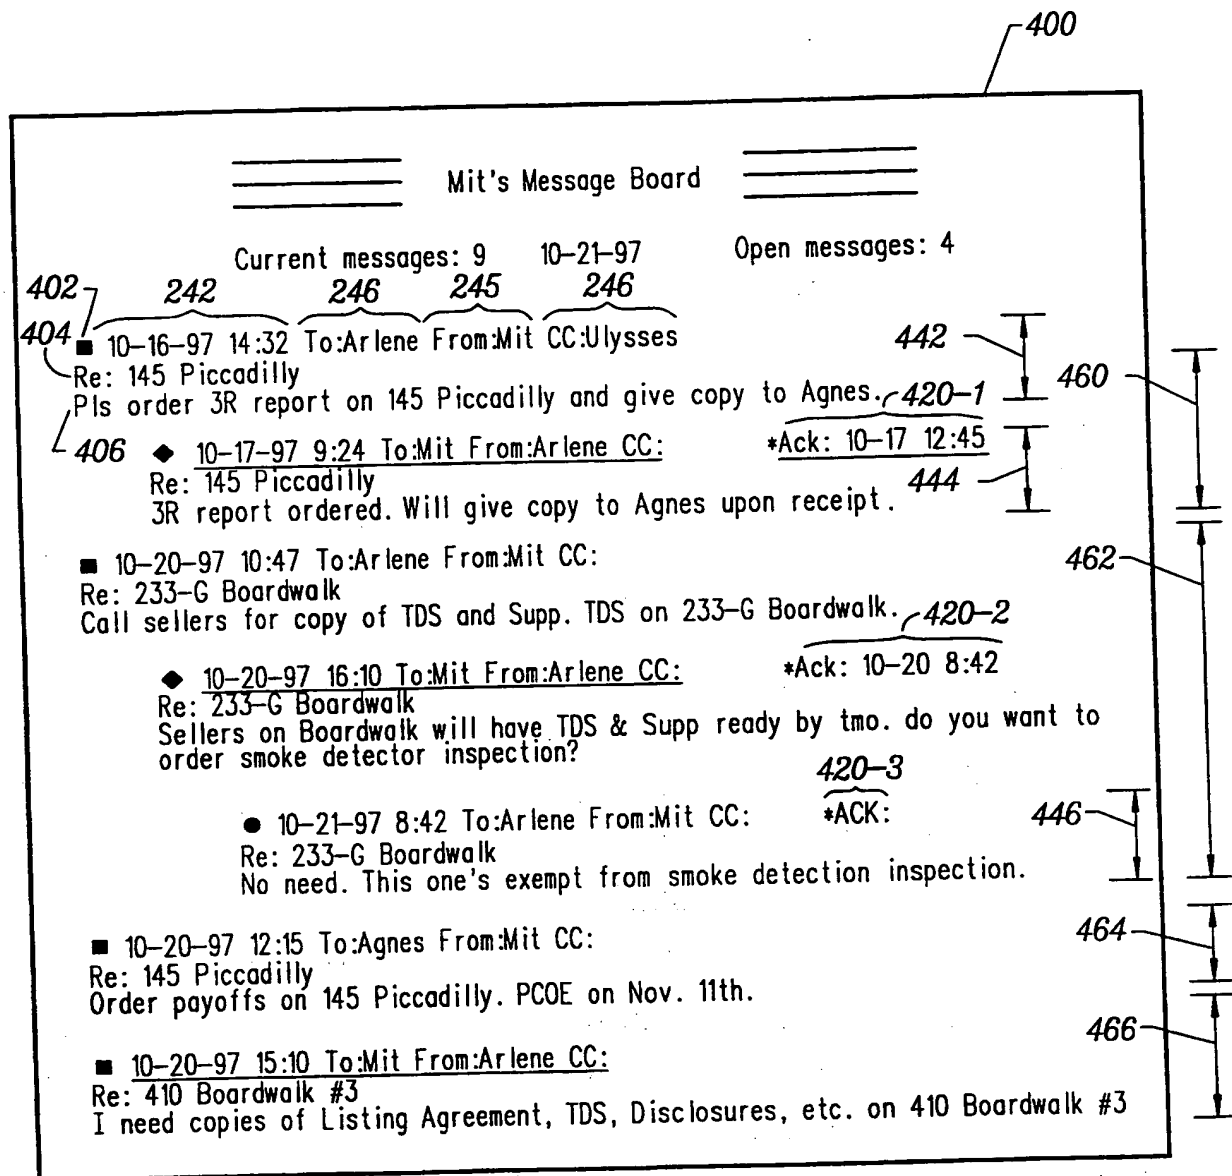 400
Mit's Message Board
Current messages: 9 10-21-97 Open messages: 4
402 242 246 245 246
404 ■ 10-16-97 14:32 To:Arlene From:Mit CC:Ulysses 442
Re: 145 Piccadilly 460
Pls order 3R report on 145 Piccadilly and give copy to Agnes. 420-1
406 ◆ 10-17-97 9:24 To:Mit From:Arlene CC: *Ack: 10-17 12:45
Re: 145 Piccadilly 444
3R report ordered. Will give copy to Agnes upon receipt.
■ 10-20-97 10:47 To:Arlene From:Mit CC: 462
Re: 233-G Boardwalk
Call sellers for copy of TDS and Supp. TDS on 233-G Boardwalk. 420-2
◆ 10-20-97 16:10 To:Mit From:Arlene CC: *Ack: 10-20 8:42
Re: 233-G Boardwalk
Sellers on Boardwalk will have TDS & Supp ready by tmo. do you want to
order smoke detector inspection?
420-3
● 10-21-97 8:42 To:Arlene From:Mit CC: *ACK: 446
Re: 233-G Boardwalk
No need. This one's exempt from smoke detection inspection.
■ 10-20-97 12:15 To:Agnes From:Mit CC: 464
Re: 145 Piccadilly
Order payoffs on 145 Piccadilly. PCOE on Nov. 11th.
466
■ 10-20-97 15:10 To:Mit From:Arlene CC:
Re: 410 Boardwalk #3
I need copies of Listing Agreement, TDS, Disclosures, etc. on 410 Boardwalk #3